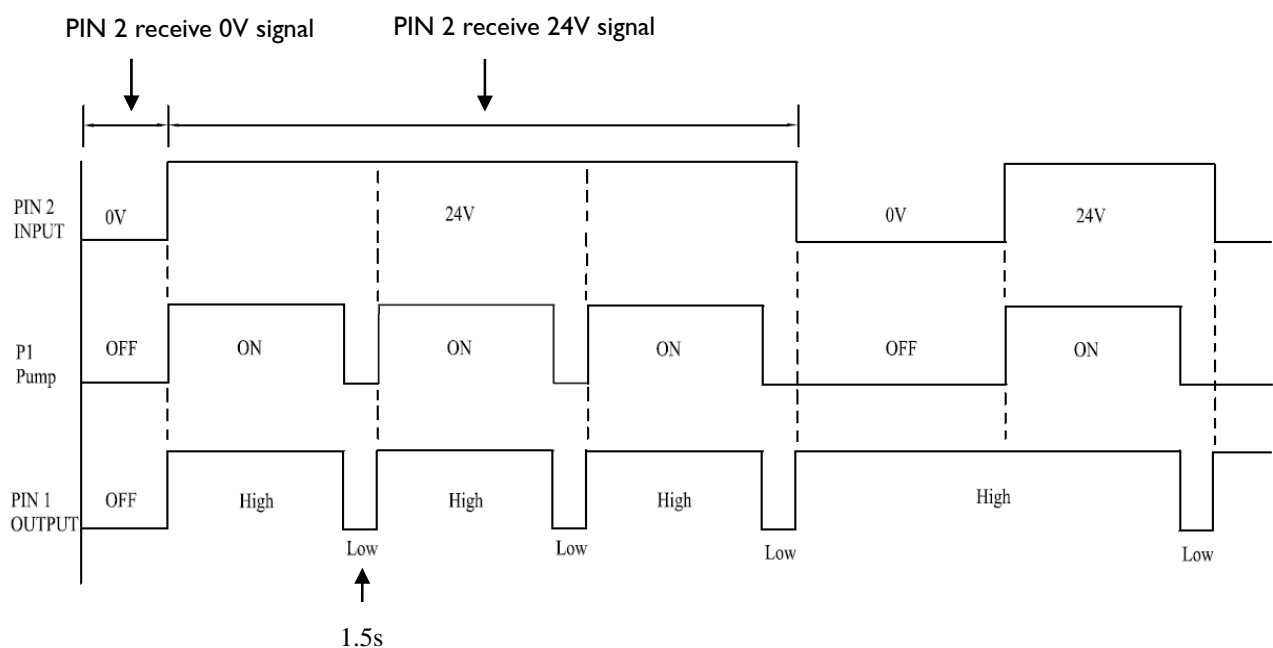 PIN 2 receive 0V signal
PIN 2 receive 24V signal
PIN 2
INPUT
0V
24V
0V
24V
P1
Pump
OFF
ON
ON
ON
OFF
ON
PIN 1
OUTPUT
OFF
High
High
High
High
Low
Low
Low
Low
1.5s